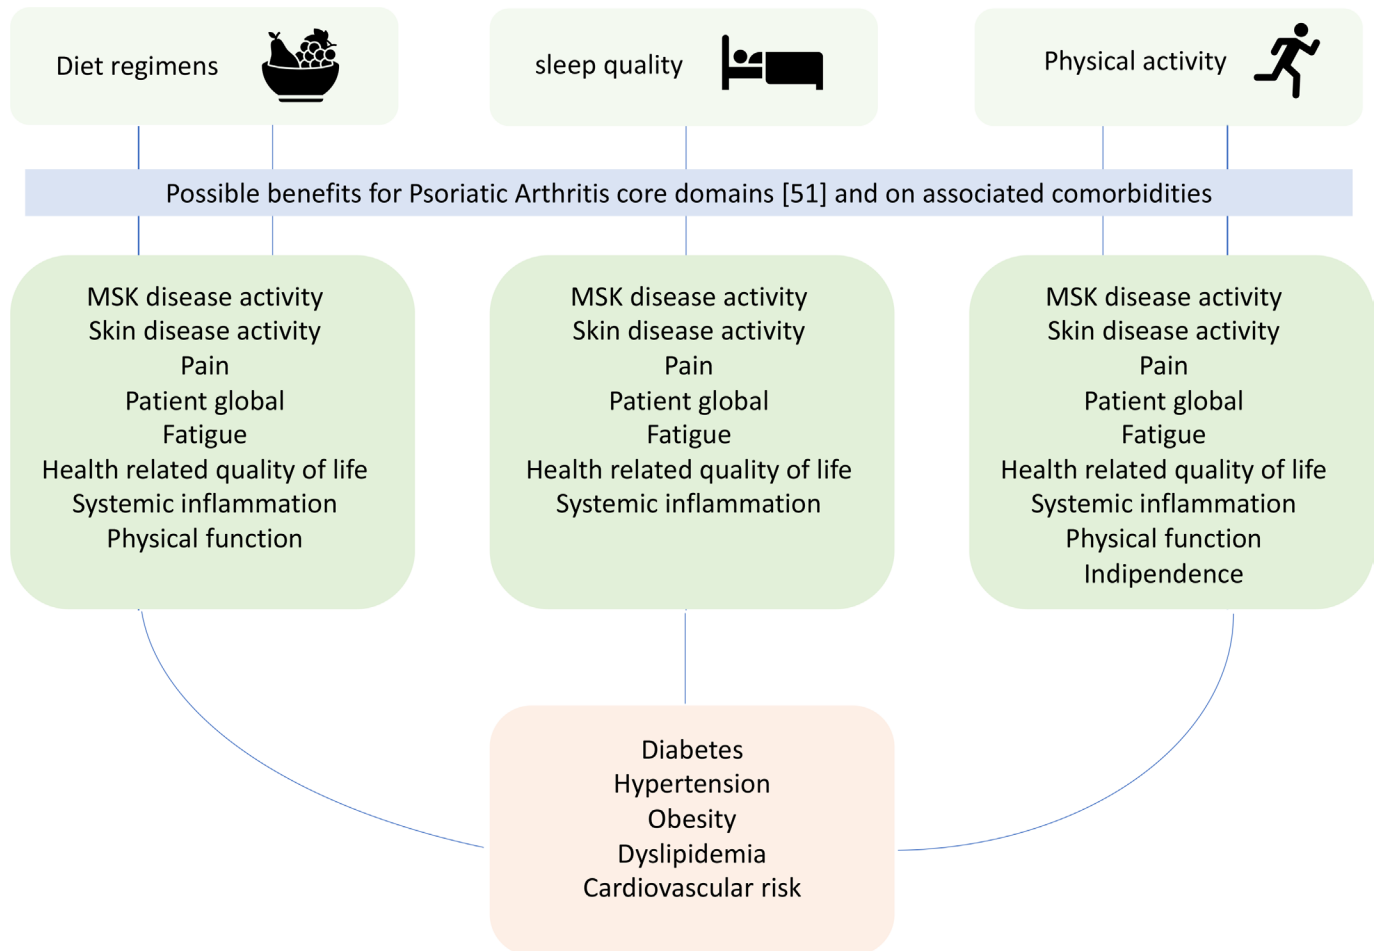 Diet regimens
sleep quality
Physical activity
Possible benefits for Psoriatic Arthritis core domains [51] and on associated comorbidities
MSK disease activity
Skin disease activity
Pain
Patient global
Fatigue
Health related quality of life
Systemic inflammation
Physical function
MSK disease activity
Skin disease activity
Pain
Patient global
Fatigue
Health related quality of life
Systemic inflammation
MSK disease activity
Skin disease activity
Pain
Patient global
Fatigue
Health related quality of life
Systemic inflammation
Physical function
Indipendence
Diabetes
Hypertension
Obesity
Dyslipidemia
Cardiovascular risk